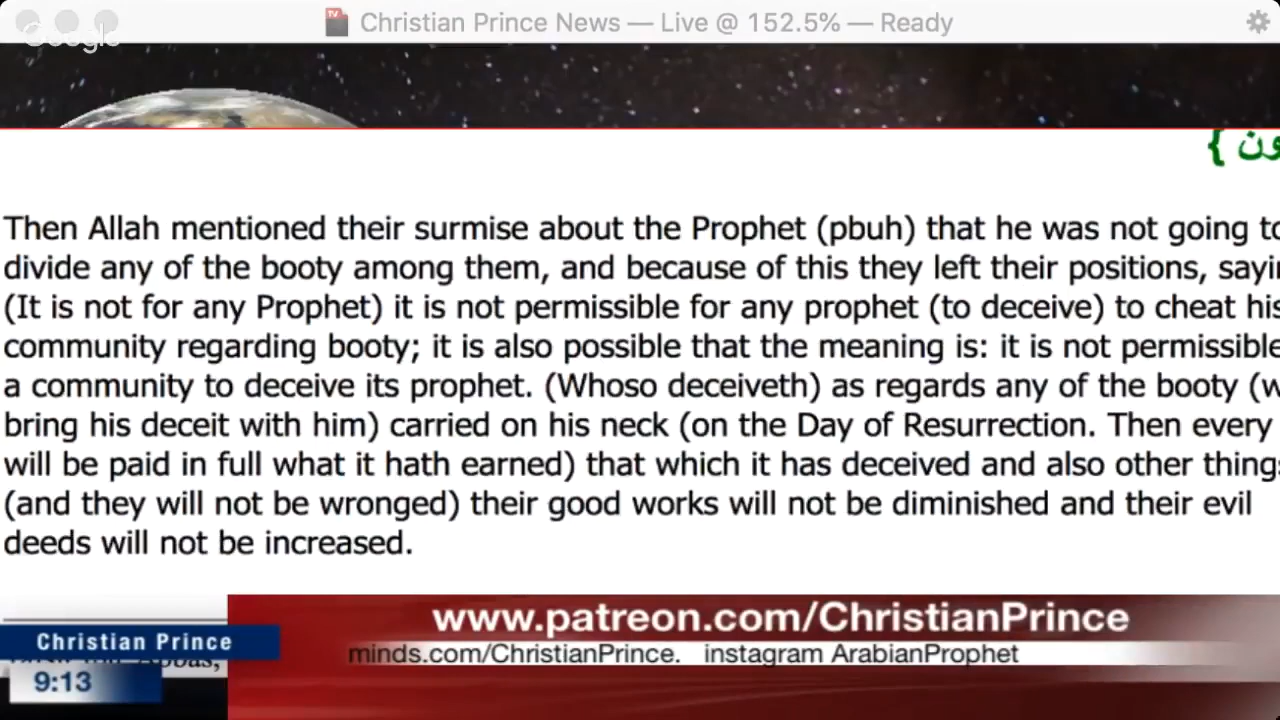 Christian Prince News — Live @ 152.5% — Ready
Google
ون }
Then Allah mentioned their surmise about the Prophet (pbuh) that he was not going to
divide any of the booty among them, and because of this they left their positions,
(It is not for any Prophet) it is not permissible for any prophet (to deceive) to cheat his
community regarding booty; it is also possible that the meaning is: it is not permissible
a community to deceive its prophet. (Whoso deceiveth) as regards any of the booty
bring his deceit with him) carried on his neck (on the Day of Resurrection. Then every
will be paid in full what it hath earned) that which it has deceived and also other things
(and they will not be wronged) their good works will not be diminished and their evil
deeds will not be increased.
www.patreon.com/ChristianPrince
Christian Prince
minds.com/ChristianPrince. instagram ArabianProphet
9:13